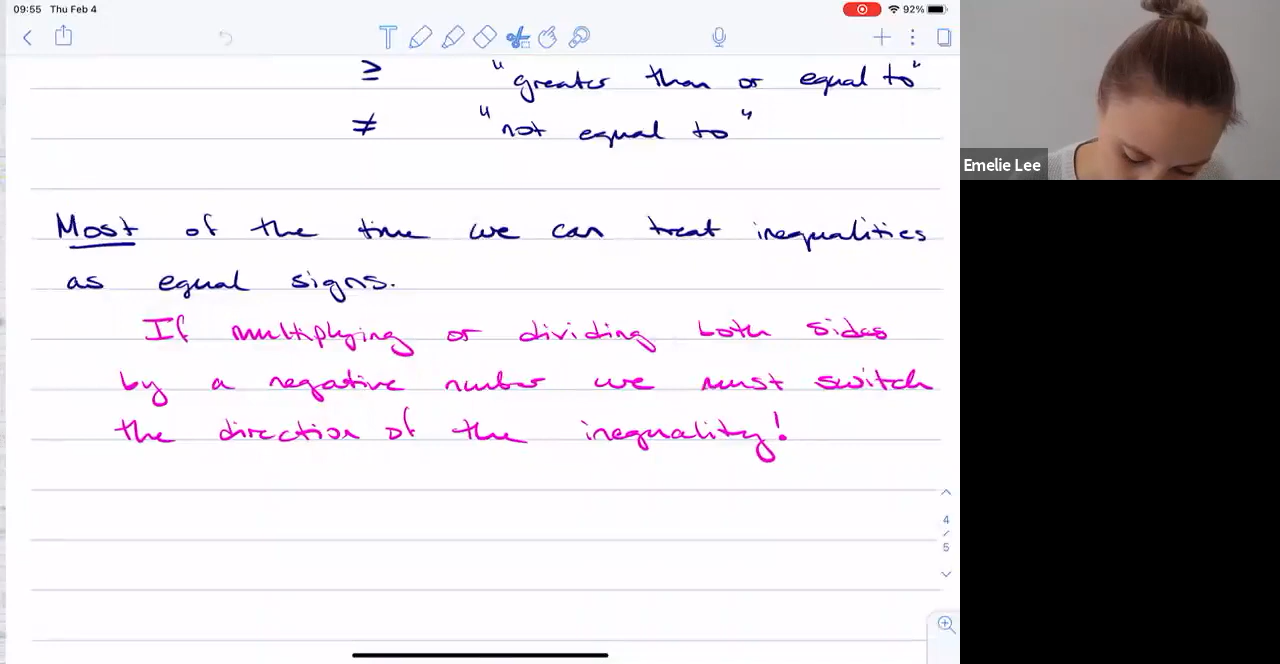 09:55 Thu Feb 4
92%
T
≥ "greater than or equal to"
≠ "not equal to"
Emelie Lee
Most of the time we can treat inequalities
as equal signs.
If multiplying or dividing both sides
by a negative number we must switch
the direction of the inequality!
4
/
5